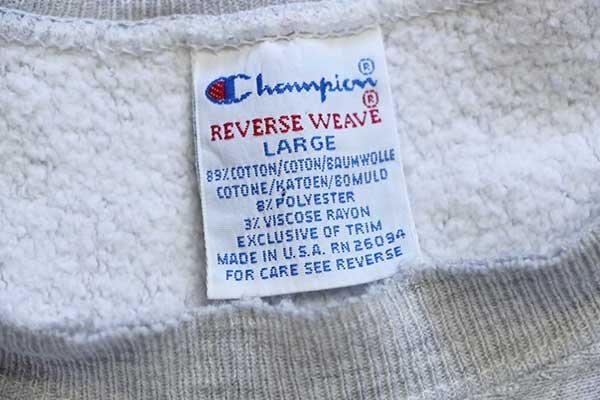 Champion®
REVERSE WEAVE®
LARGE
89% COTTON/COTON/BAUMWOLLE
COTONE/KATOEN/BOMULD
8% POLYESTER
3% VISCOSE RAYON
EXCLUSIVE OF TRIM
MADE IN U.S.A. RN 26094
FOR CARE SEE REVERSE